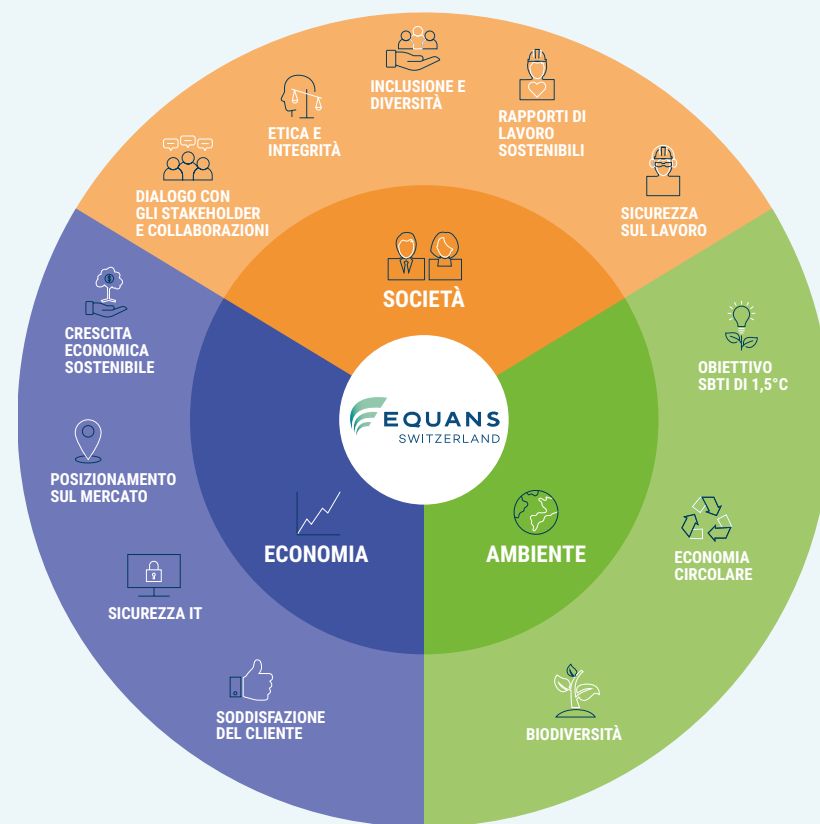 INCLUSIONE E
DIVERSITÀ
ETICA E
INTEGRITÀ
RAPPORTI DI
LAVORO
SOSTENIBILI
DIALOGO CON
GLI STAKEHOLDER
E COLLABORAZIONI
SICUREZZA
SUL LAVORO
SOCIETÀ
CRESCITA
ECONOMICA
SOSTENIBILE
OBIETTIVO
SBTI DI 1,5°C
EQUANS
SWITZERLAND
POSIZIONAMENTO
SUL MERCATO
ECONOMIA
AMBIENTE
ECONOMIA
CIRCOLARE
SICUREZZA IT
SODDISFAZIONE
DEL CLIENTE
BIODIVERSITÀ